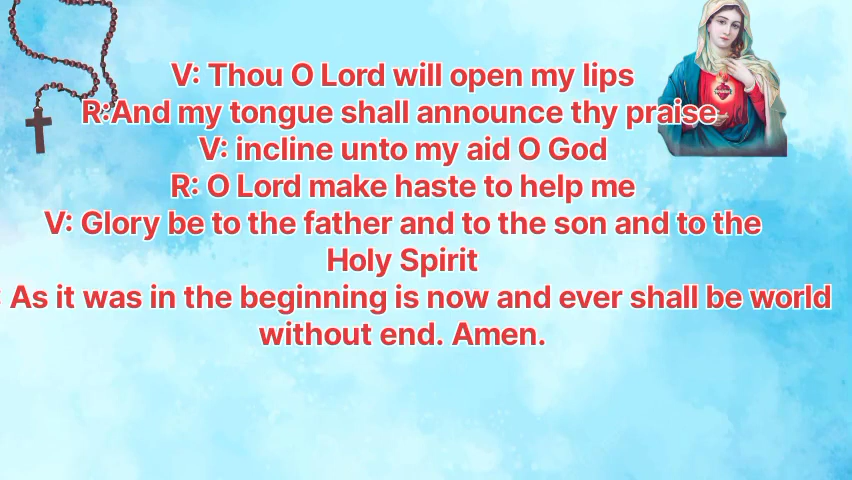 V: Thou O Lord will open my lips
R:And my tongue shall announce thy praise
V: incline unto my aid O God
R: O Lord make haste to help me
V: Glory be to the father and to the son and to the
Holy Spirit
: As it was in the beginning is now and ever shall be world
without end. Amen.